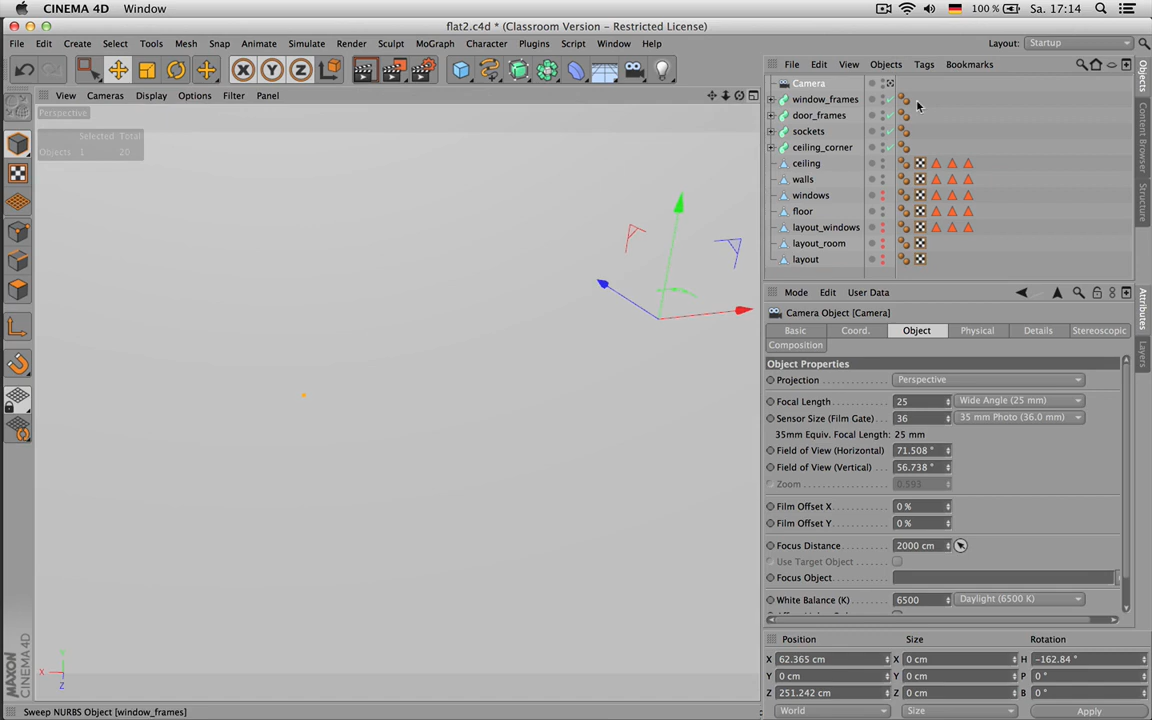 CINEMA 4D Window 100 % Sa. 17:14
flat2.c4d * (Classroom Version - Restricted License)
File Edit Create Select Tools Mesh Snap Animate Simulate Render Sculpt MoGraph Character Plugins Script Window Help Layout: Startup
X Y Z
View Cameras Display Options Filter Panel
Perspective
Selected Total
Objects 1 20
X Y Z
MAXON CINEMA 4D
Sweep NURBS Object [window_frames]
File Edit View Objects Tags Bookmarks
Camera
window_frames
door_frames
sockets
ceiling_corner
ceiling
walls
windows
floor
layout_windows
layout_room
layout
Objects
Content Browser
Structure
Mode Edit User Data
Camera Object [Camera]
Basic Coord. Object Physical Details Stereoscopic
Composition
Object Properties
Projection Perspective
Focal Length 25 Wide Angle (25 mm)
Sensor Size (Film Gate) 36 35 mm Photo (36.0 mm)
35mm Equiv. Focal Length: 25 mm
Field of View (Horizontal) 71.508 °
Field of View (Vertical) 56.738 °
Zoom 0.593
Film Offset X 0 %
Film Offset Y 0 %
Focus Distance 2000 cm
Use Target Object
Focus Object
White Balance (K) 6500 Daylight (6500 K)
Attributes
Layers
Position Size Rotation
X 62.365 cm X 0 cm H -162.84 °
Y 0 cm Y 0 cm P 0 °
Z 251.242 cm Z 0 cm B 0 °
World Size Apply